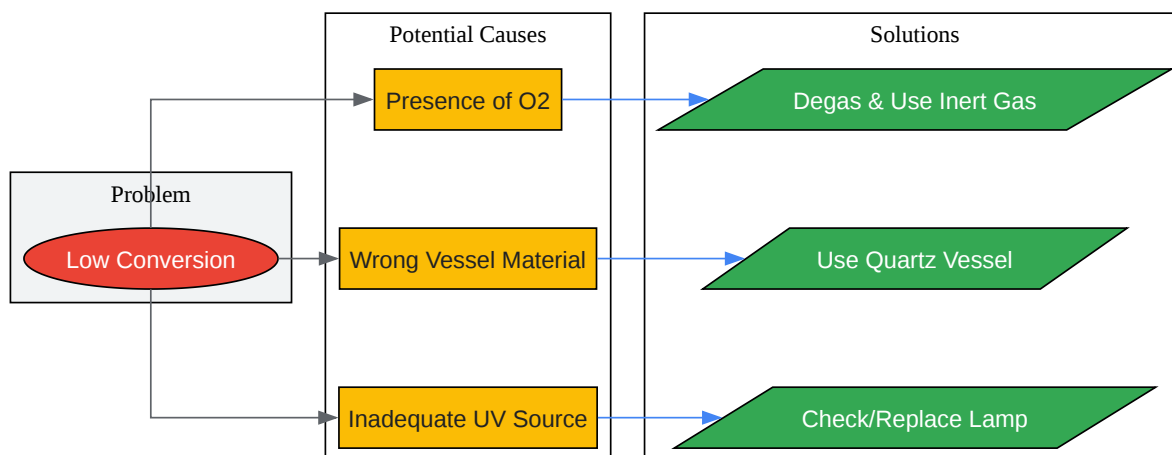 Potential Causes
Solutions
Presence of O2
Degas & Use Inert Gas
Problem
Low Conversion
Wrong Vessel Material
Use Quartz Vessel
Inadequate UV Source
Check/Replace Lamp